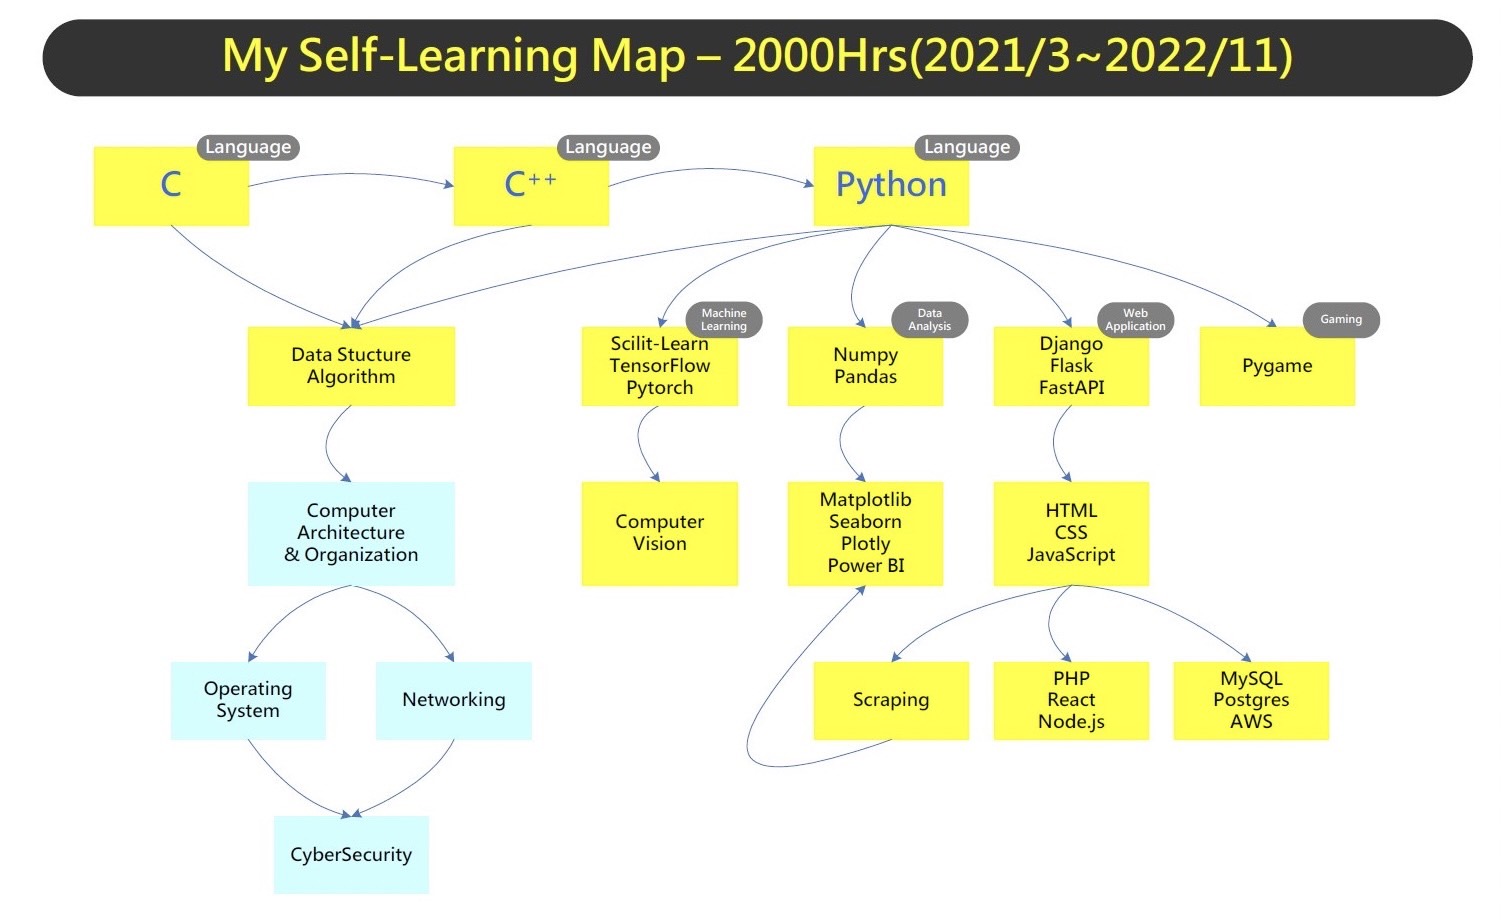 My Self-Learning Map – 2000Hrs(2021/3~2022/11)
Language
C
Language
C++
Language
Python
Data Stucture
Algorithm
Machine
Learning
Scilit-Learn
TensorFlow
Pytorch
Data
Analysis
Numpy
Pandas
Web
Application
Django
Flask
FastAPI
Gaming
Pygame
Computer
Architecture
& Organization
Computer
Vision
Matplotlib
Seaborn
Plotly
Power BI
HTML
CSS
JavaScript
Operating
System
Networking
Scraping
PHP
React
Node.js
MySQL
Postgres
AWS
CyberSecurity